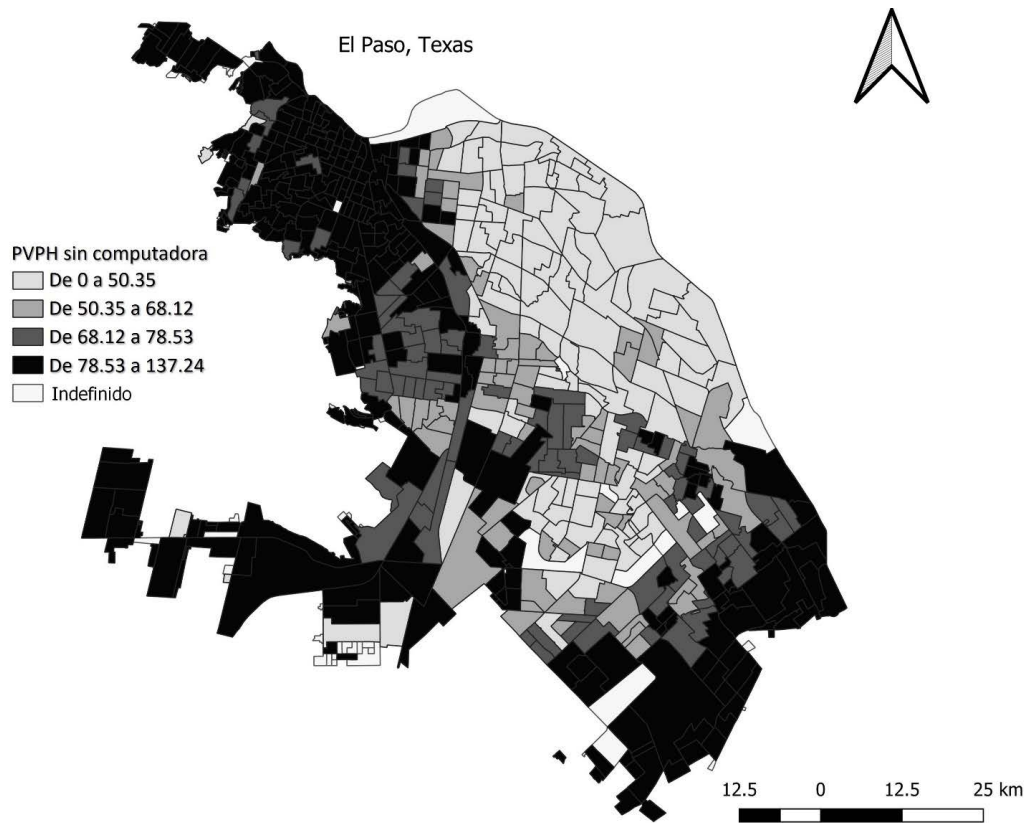 El Paso, Texas
PVPH sin computadora
De 0 a 50.35
De 50.35 a 68.12
De 68.12 a 78.53
De 78.53 a 137.24
Indefinido
12.5 0 12.5 25 km